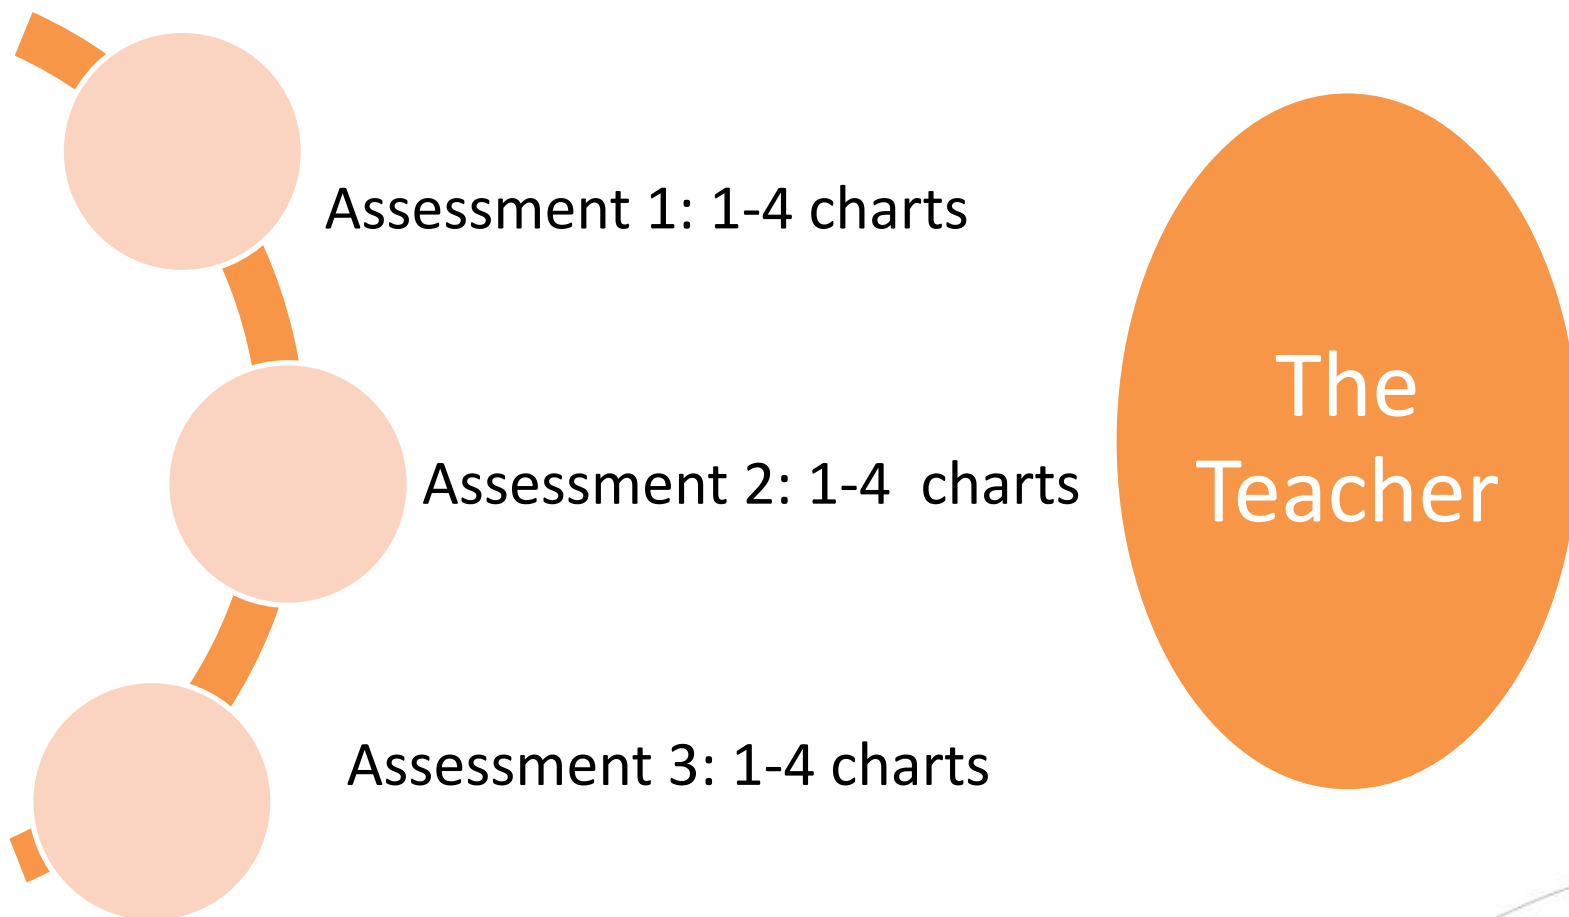 Assessment 1: 1-4 charts
Assessment 2: 1-4  charts
Assessment 3: 1-4 charts
The
Teacher